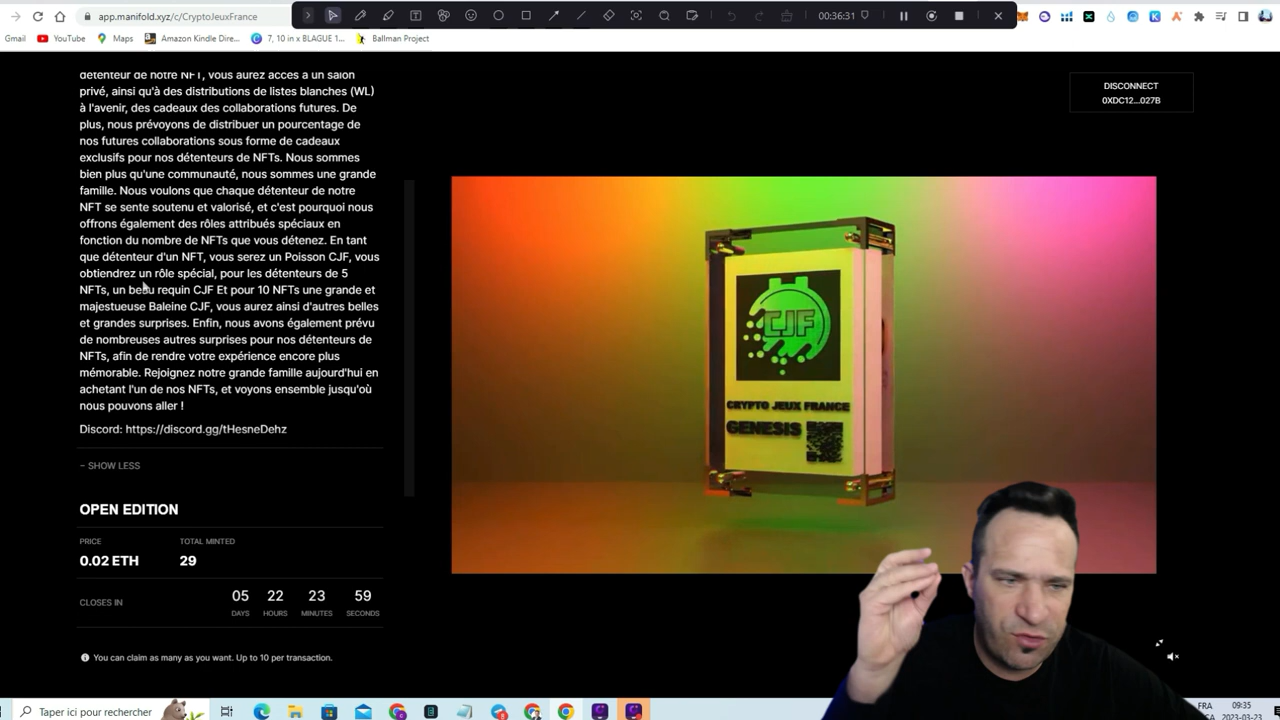 app.manifold.xyz/c/CryptoJeuxFrance
00:36:31
Gmail
YouTube
Maps
Amazon Kindle Dire...
7, 10 in x BLAGUE 1...
Ballman Project
détenteur de notre NFT, vous aurez accès à un salon
privé, ainsi qu'à des distributions de listes blanches (WL)
à l'avenir, des cadeaux des collaborations futures. De
plus, nous prévoyons de distribuer un pourcentage de
nos futures collaborations sous forme de cadeaux
exclusifs pour nos détenteurs de NFTs. Nous sommes
bien plus qu'une communauté, nous sommes une grande
famille. Nous voulons que chaque détenteur de notre
NFT se sente soutenu et valorisé, et c'est pourquoi nous
offrons également des rôles attribués spéciaux en
fonction du nombre de NFTs que vous détenez. En tant
que détenteur d'un NFT, vous serez un Poisson CJF, vous
obtiendrez un rôle spécial, pour les détenteurs de 5
NFTs, un beau requin CJF Et pour 10 NFTs une grande et
majestueuse Baleine CJF, vous aurez ainsi d'autres belles
et grandes surprises. Enfin, nous avons également prévu
de nombreuses autres surprises pour nos détenteurs de
NFTs, afin de rendre votre expérience encore plus
mémorable. Rejoignez notre grande famille aujourd'hui en
achetant l'un de nos NFTs, et voyons ensemble jusqu'où
nous pouvons aller !
Discord: https://discord.gg/tHesneDehz
− SHOW LESS
OPEN EDITION
PRICE
TOTAL MINTED
0.02 ETH
29
CLOSES IN
05 22 23 59
DAYS HOURS MINUTES SECONDS
You can claim as many as you want. Up to 10 per transaction.
DISCONNECT
0XDC12...027B
CJF
CRYPTO JEUX FRANCE
GENESIS
Taper ici pour rechercher
FRA
09:35
2023-03-23